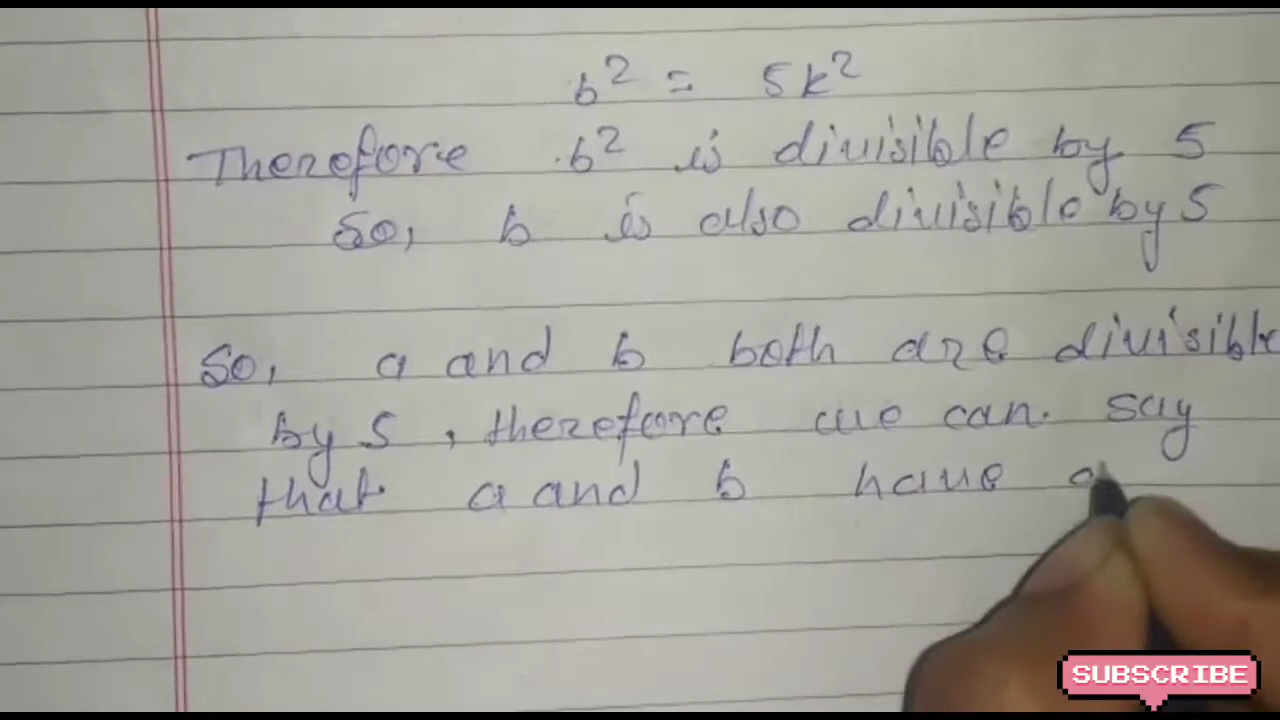 b² = 5k²
Therefore b² is divisible by 5
So, b is also divisible by 5
So, a and b both are divisible
by 5, therefore we can say
that a and b have
SUBSCRIBE